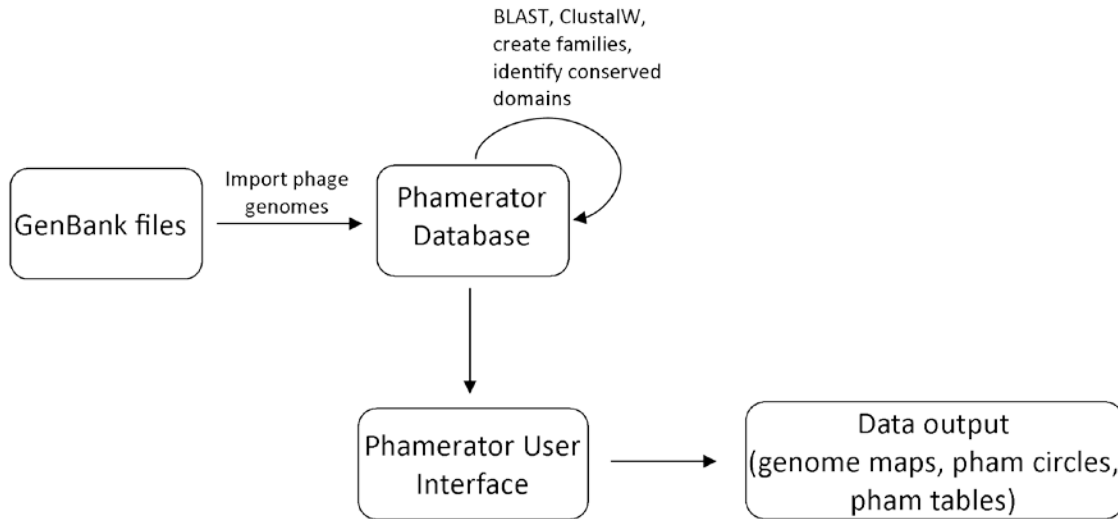 BLAST, ClustalW,
create families,
identify conserved
domains
GenBank files
Import phage
genomes
Phamerator
Database
Phamerator User
Interface
Data output
(genome maps, pham circles,
pham tables)